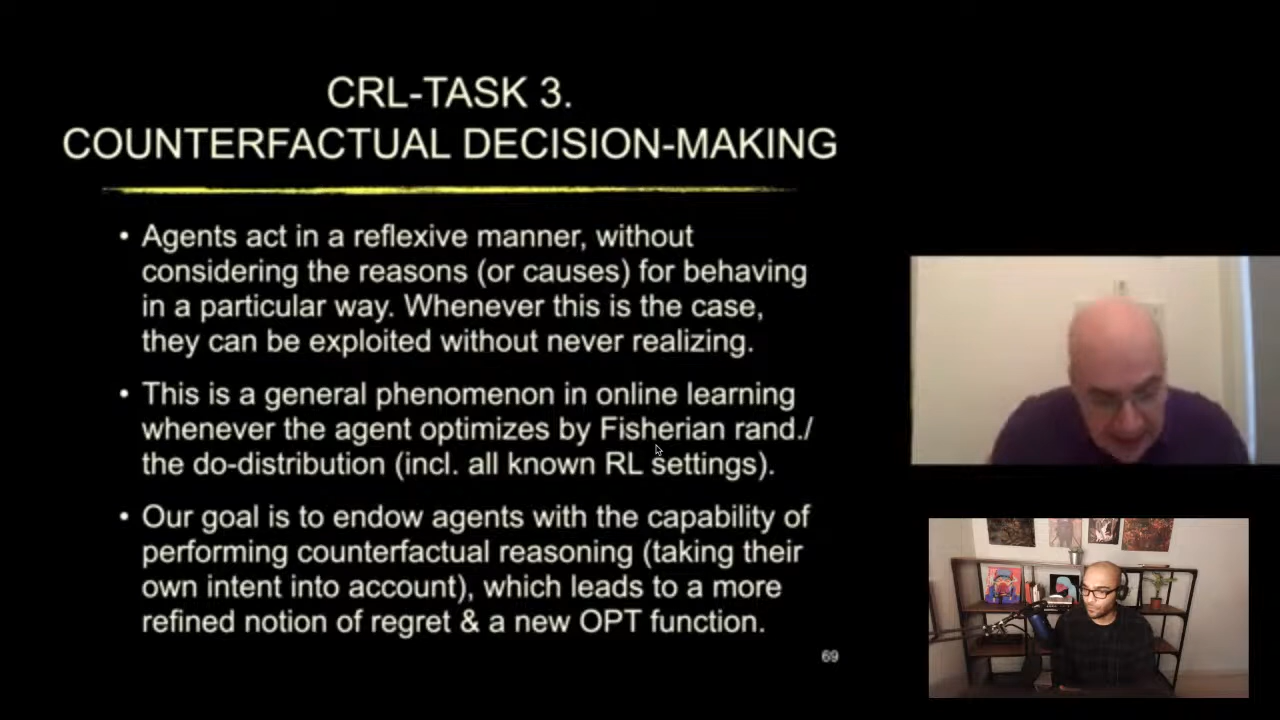 CRL-TASK 3.
COUNTERFACTUAL DECISION-MAKING
• Agents act in a reflexive manner, without
considering the reasons (or causes) for behaving
in a particular way. Whenever this is the case,
they can be exploited without never realizing.
• This is a general phenomenon in online learning
whenever the agent optimizes by Fisherian rand./
the do-distribution (incl. all known RL settings).
• Our goal is to endow agents with the capability of
performing counterfactual reasoning (taking their
own intent into account), which leads to a more
refined notion of regret & a new OPT function.
69